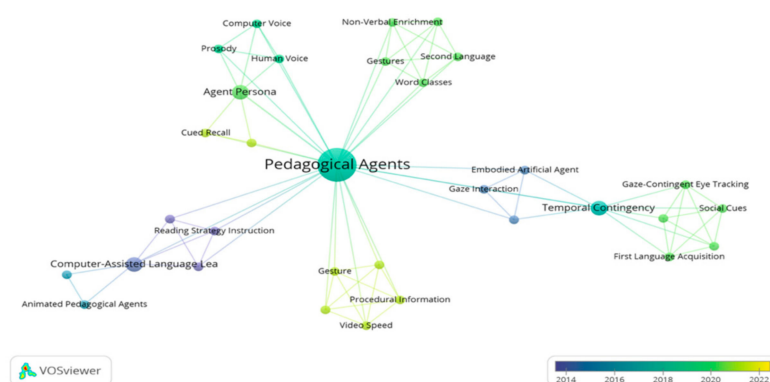 Computer Voice
Non-Verbal Enrichment
Prosody
Human Voice
Second Language
Gestures
Word Classes
Agent Persona
Cued Recall
Pedagogical Agents
Embodied Artificial Agent
Gaze Interaction
Gaze-Contingent Eye Tracking
Temporal Contingency
Social Cues
Reading Strategy Instruction
First Language Acquisition
Computer-Assisted Language Lea
Gesture
Animated Pedagogical Agents
Procedural Information
Video Speed
VOSviewer
2014 2016 2018 2020 2022